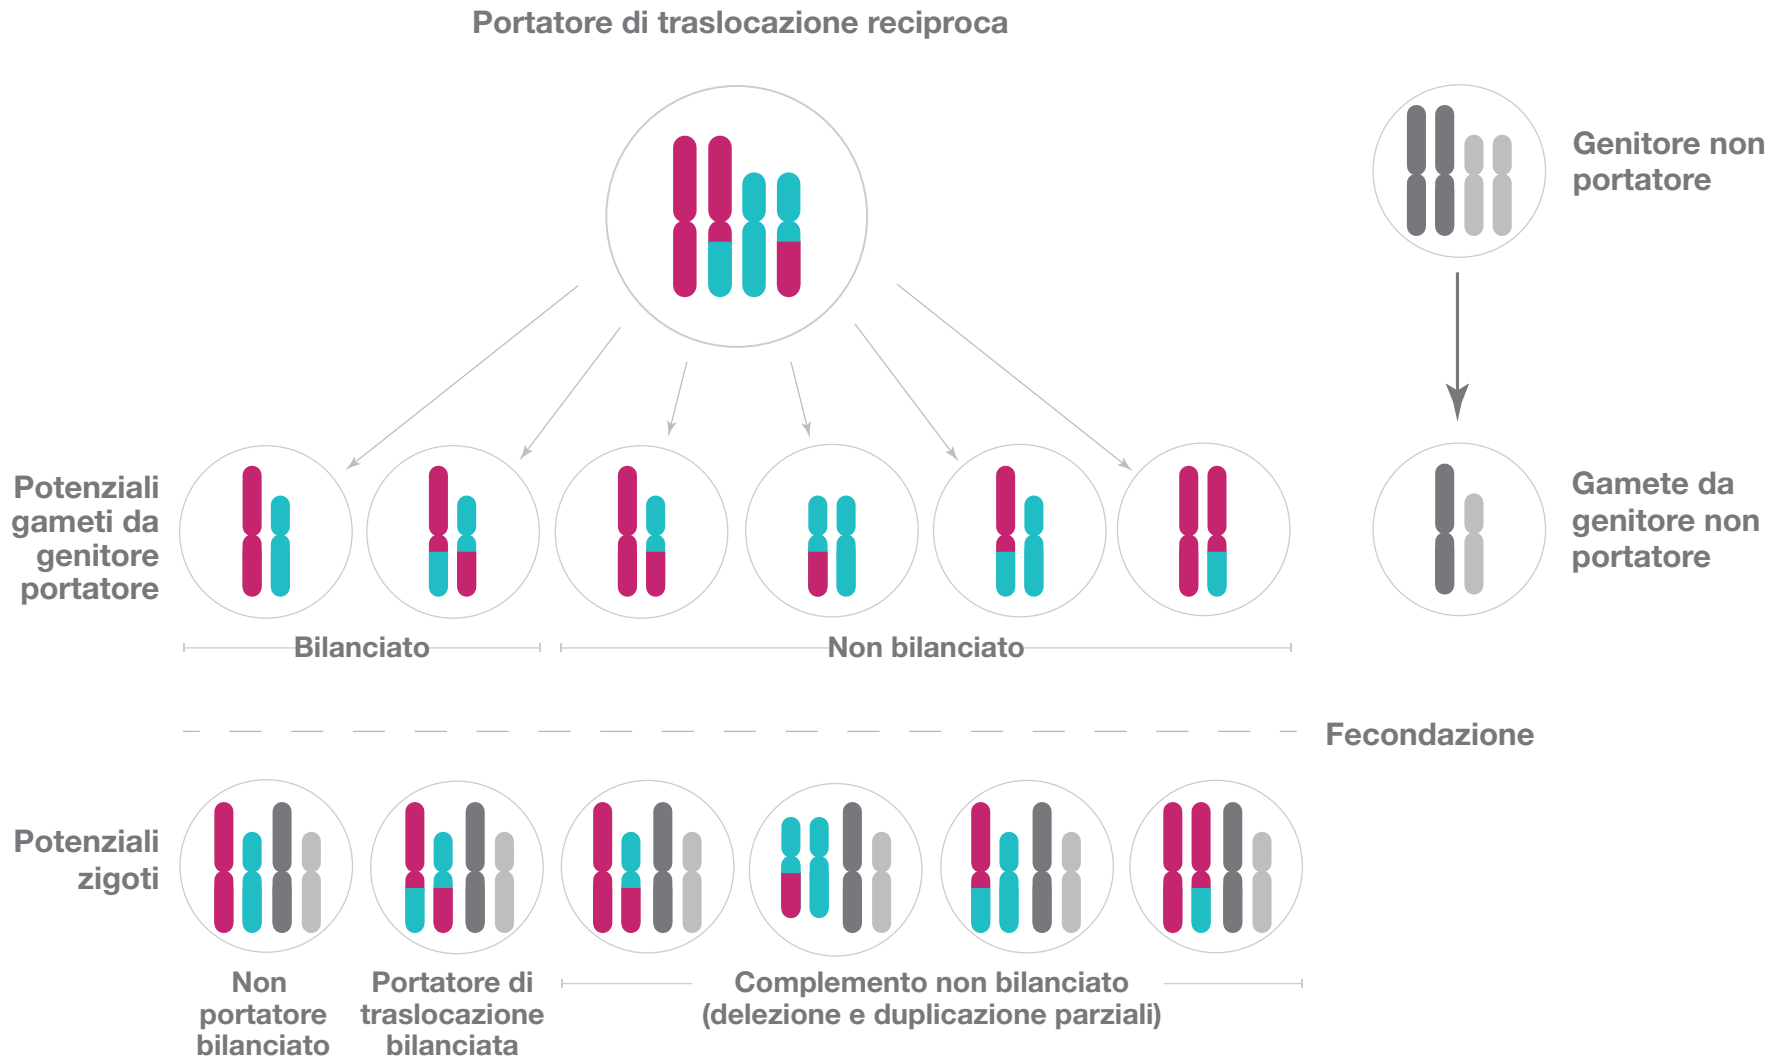 Portatore di traslocazione reciproca
Genitore non
portatore
Potenziali
gameti da
genitore
portatore
Gamete da
genitore non
portatore
Bilanciato
Non bilanciato
Fecondazione
Potenziali
zigoti
Non
portatore
bilanciato
Portatore di
traslocazione
bilanciata
Complemento non bilanciato
(delezione e duplicazione parziali)